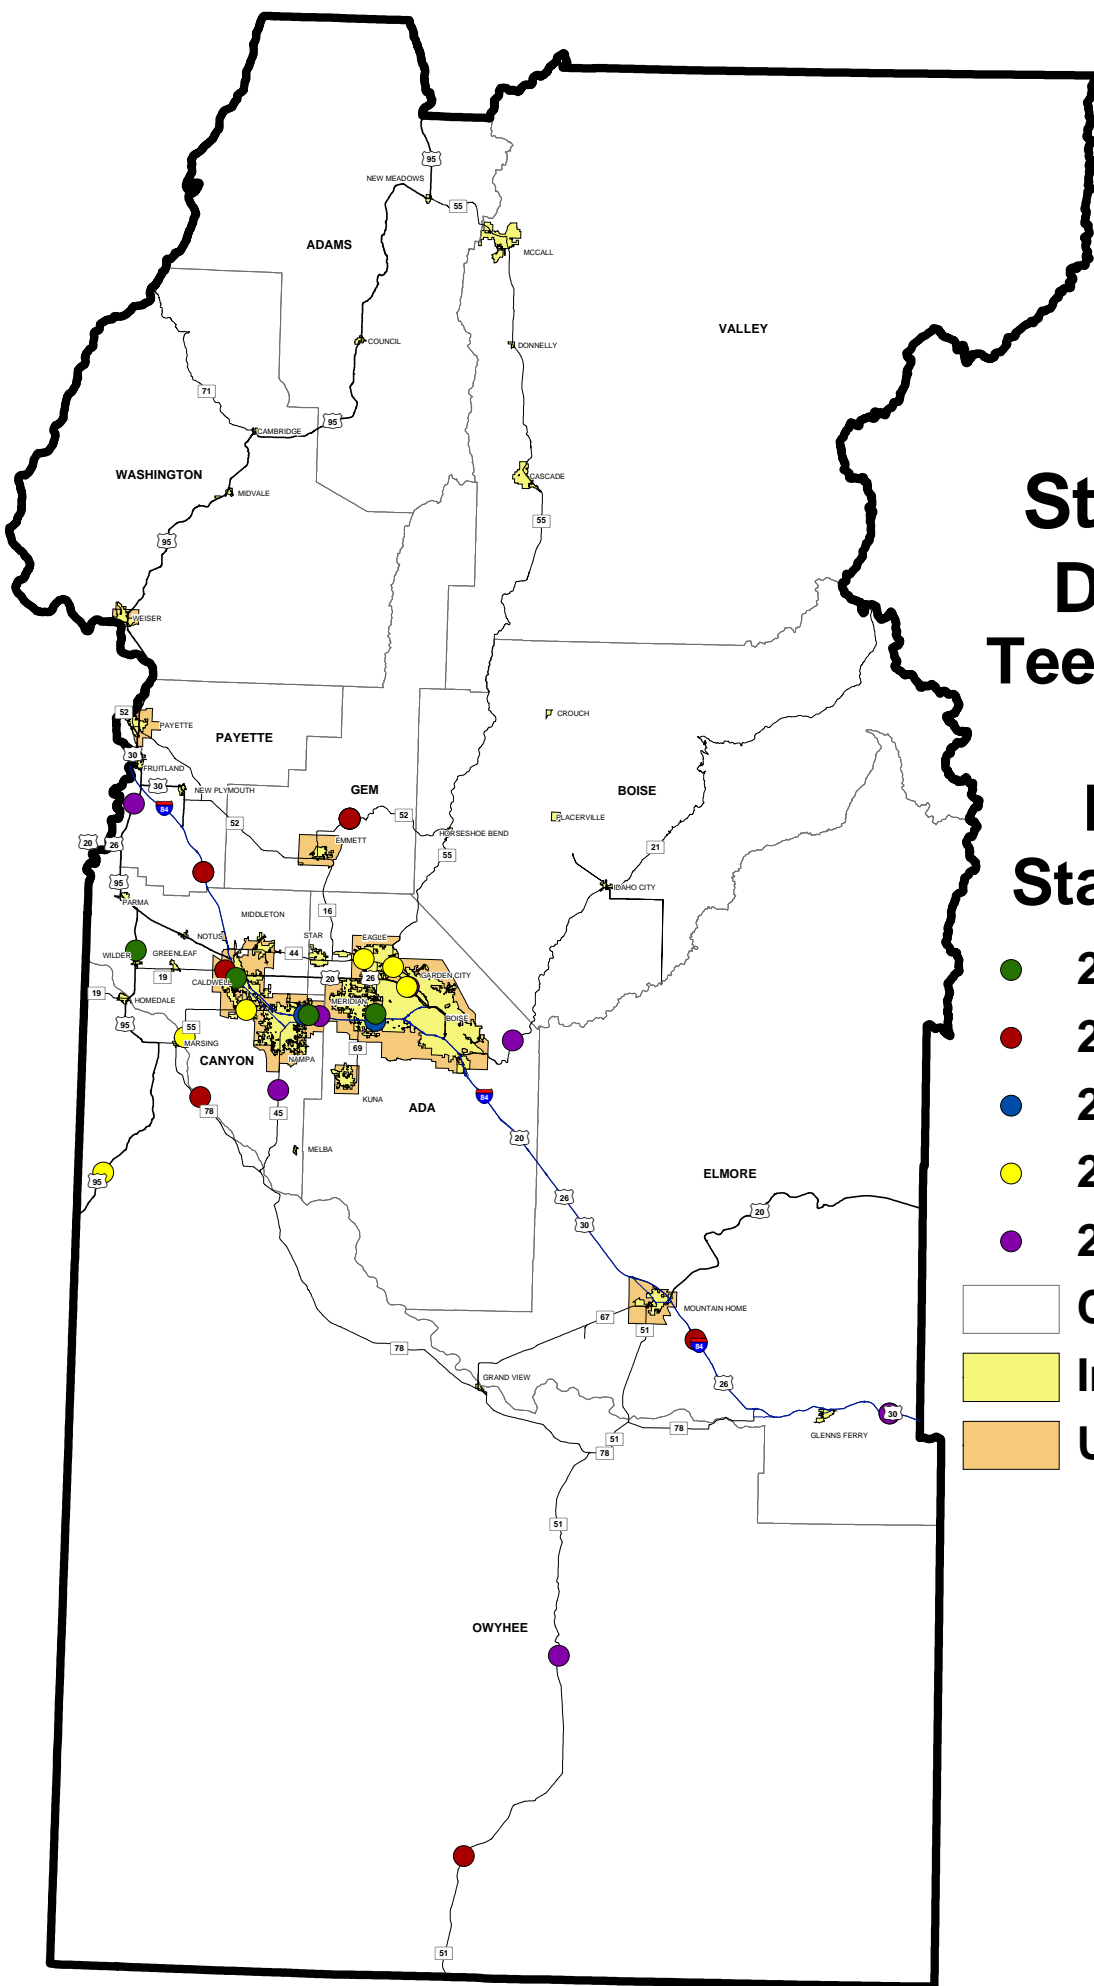 95
NEW MEADOWS
55
ADAMS
MCCALL
VALLEY
COUNCIL
DONNELLY
71
95
CAMBRIDGE
WASHINGTON
CASCADE
MIDVALE
St
55
95
D
WEISER
Tee
52
CROUCH
PAYETTE
PAYETTE
30
FRUITLAND
30
NEW PLYMOUTH
GEM
BOISE
84
52
52
PLACERVILLE
HORSESHOE BEND
20
26
EMMETT
21
55
95
IDAHO CITY
Sta
PARMA
16
MIDDLETON
NOTUS
STAR
EAGLE
WILDER
GREENLEAF
44
2
19
CALDWELL
20
26
GARDEN CITY
19
HOMEDALE
MERIDIAN
BOISE
95
55
2
MARSING
69
NAMPA
CANYON
KUNA
84
2
78
45
ADA
20
MELBA
95
ELMORE
2
26
20
30
2
MOUNTAIN HOME
67
C
51
84
78
GRAND VIEW
26
In
30
78
GLENNS FERRY
51
78
U
51
OWYHEE
51